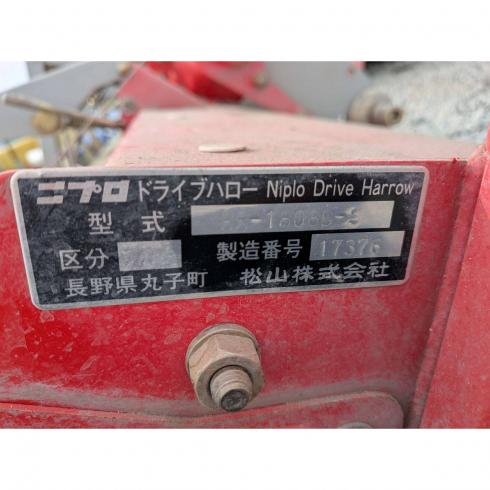 ニプロ ドライブハロー Niplo Drive Harrow
型式
区分 製造番号 17376
長野県丸子町 松山株式会社